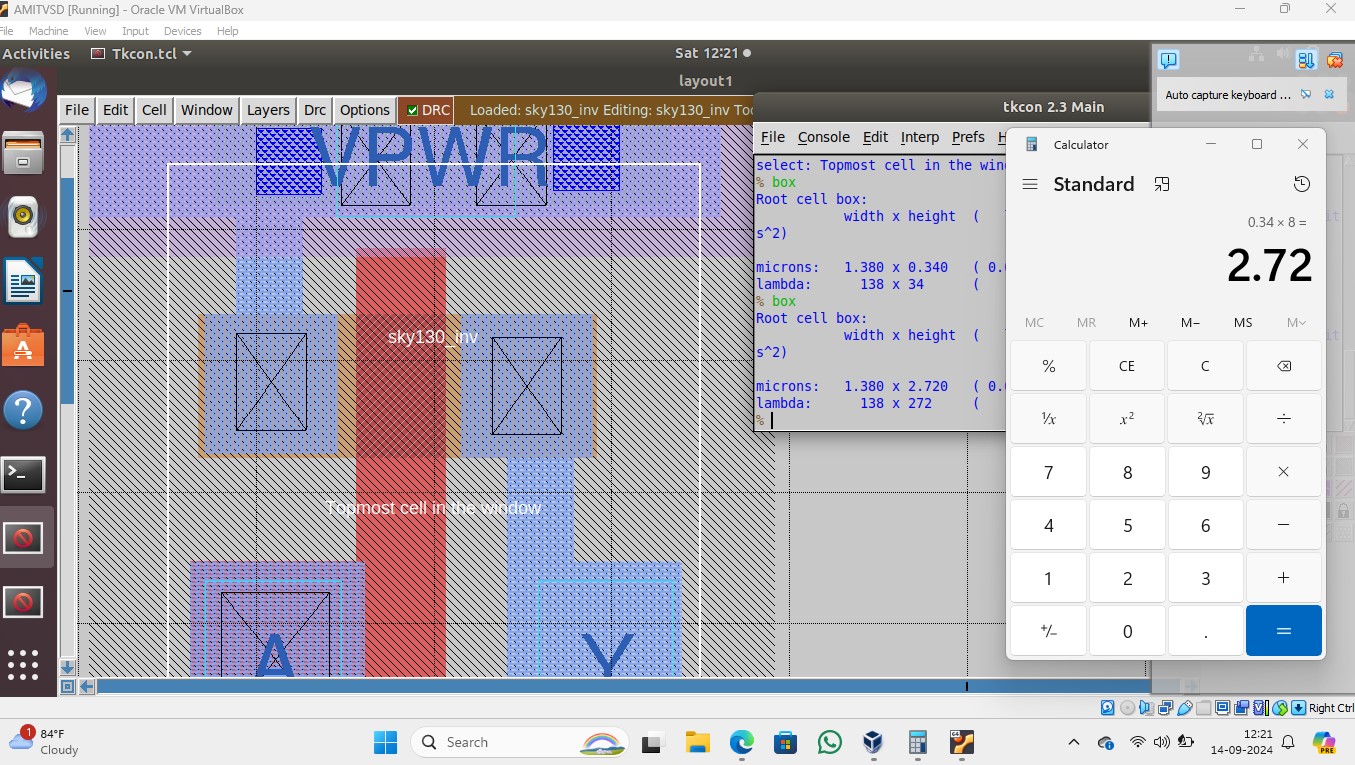 AMITVSD [Running] - Oracle VM VirtualBox
File Machine View Input Devices Help
Activities Tkcon.tcl Sat 12:21
layout1
File Edit Cell Window Layers Drc Options DRC Loaded: sky130_inv Editing: sky130_inv
VPWR
sky130_inv
Topmost cell in the window
A Y
tkcon 2.3 Main
File Console Edit Interp Prefs
select: Topmost cell in the
% box
Root cell box:
width x height (
s^2)
microns: 1.380 x 0.340 ( 0.
lambda: 138 x 34 (
% box
Root cell box:
width x height (
s^2)
microns: 1.380 x 2.720 ( 0.
lambda: 138 x 272 (
%
Auto capture keyboard ...
Calculator
Standard
0.34 × 8 =
2.72
MC MR M+ M− MS M
% CE C
¹/x x² ²√x ÷
7 8 9 ×
4 5 6 −
1 2 3 +
+/− 0 . =
Right Ctrl
1
84°F
Cloudy
Search
64
12:21
14-09-2024
PRE